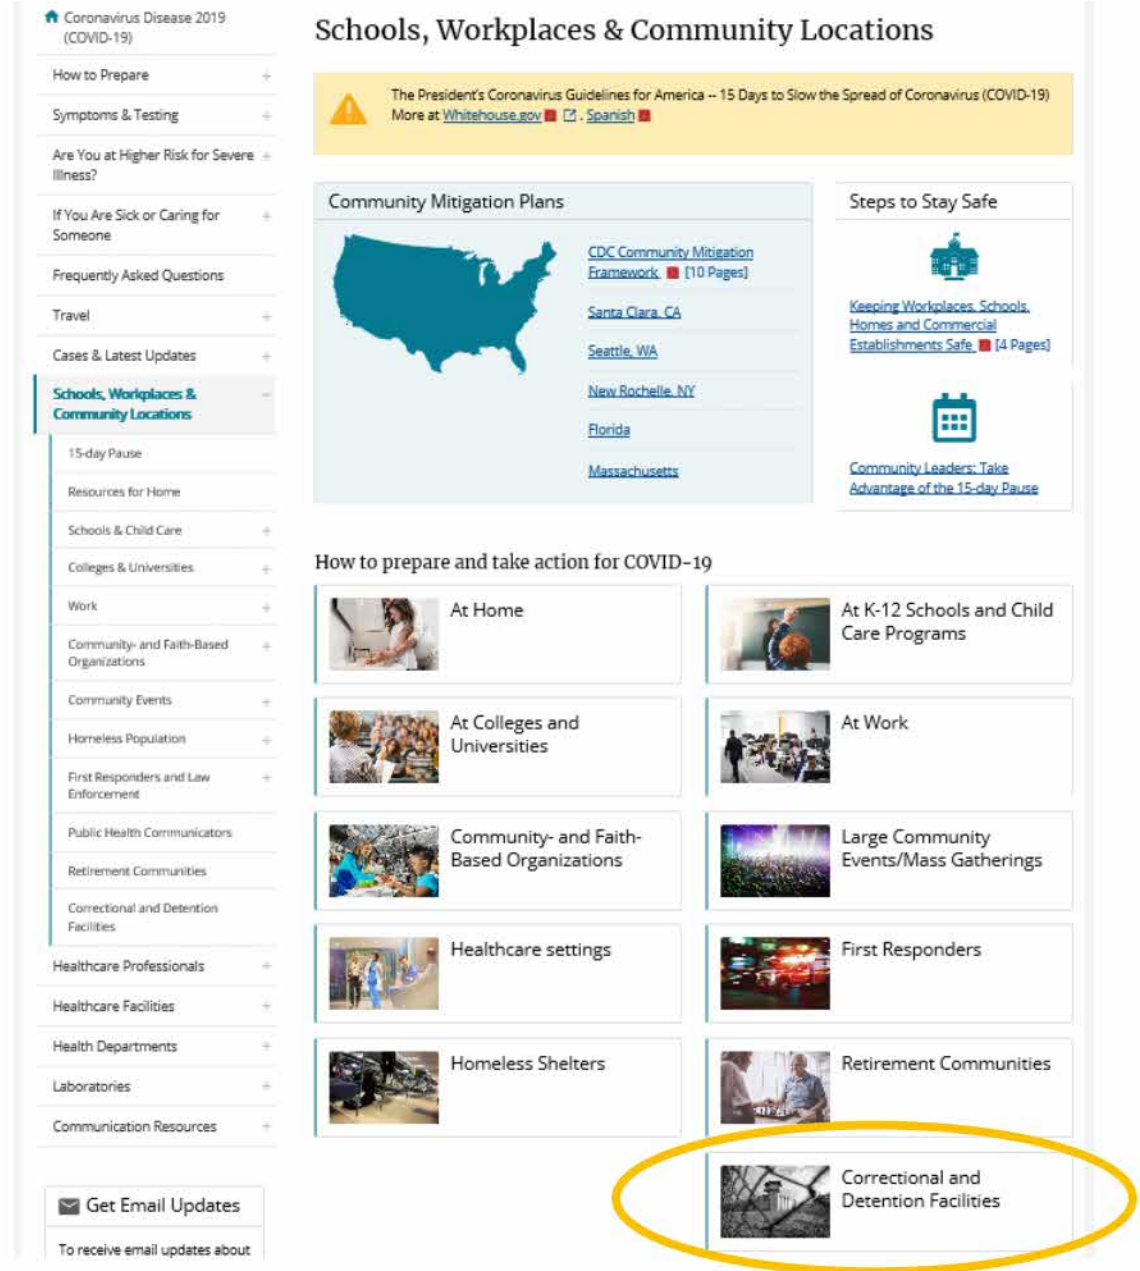 Coronavirus Disease 2019
(COVID-19)
How to Prepare
Symptoms & Testing
Are You at Higher Risk for Severe
Illness?
If You Are Sick or Caring for
Someone
Frequently Asked Questions
Travel
Cases & Latest Updates
Schools, Workplaces &
Community Locations
15-day Pause
Resources for Home
Schools & Child Care
Colleges & Universities
Work
Community- and Faith-Based
Organizations
Community Events
Homeless Population
First Responders and Law
Enforcement
Public Health Communicators
Retirement Communities
Correctional and Detention
Facilities
Healthcare Professionals
Healthcare Facilities
Health Departments
Laboratories
Communication Resources
Get Email Updates
To receive email updates about
Schools, Workplaces & Community Locations
The President's Coronavirus Guidelines for America -- 15 Days to Slow the Spread of Coronavirus (COVID-19)
More at Whitehouse.gov . Spanish
Community Mitigation Plans
CDC Community Mitigation
Framework [10 Pages]
Santa Clara, CA
Seattle, WA
New Rochelle, NY
Florida
Massachusetts
Steps to Stay Safe
Keeping Workplaces, Schools,
Homes and Commercial
Establishments Safe [4 Pages]
Community Leaders: Take
Advantage of the 15-day Pause
How to prepare and take action for COVID-19
At Home
At K-12 Schools and Child
Care Programs
At Colleges and
Universities
At Work
Community- and Faith-
Based Organizations
Large Community
Events/Mass Gatherings
Healthcare settings
First Responders
Homeless Shelters
Retirement Communities
Correctional and
Detention Facilities